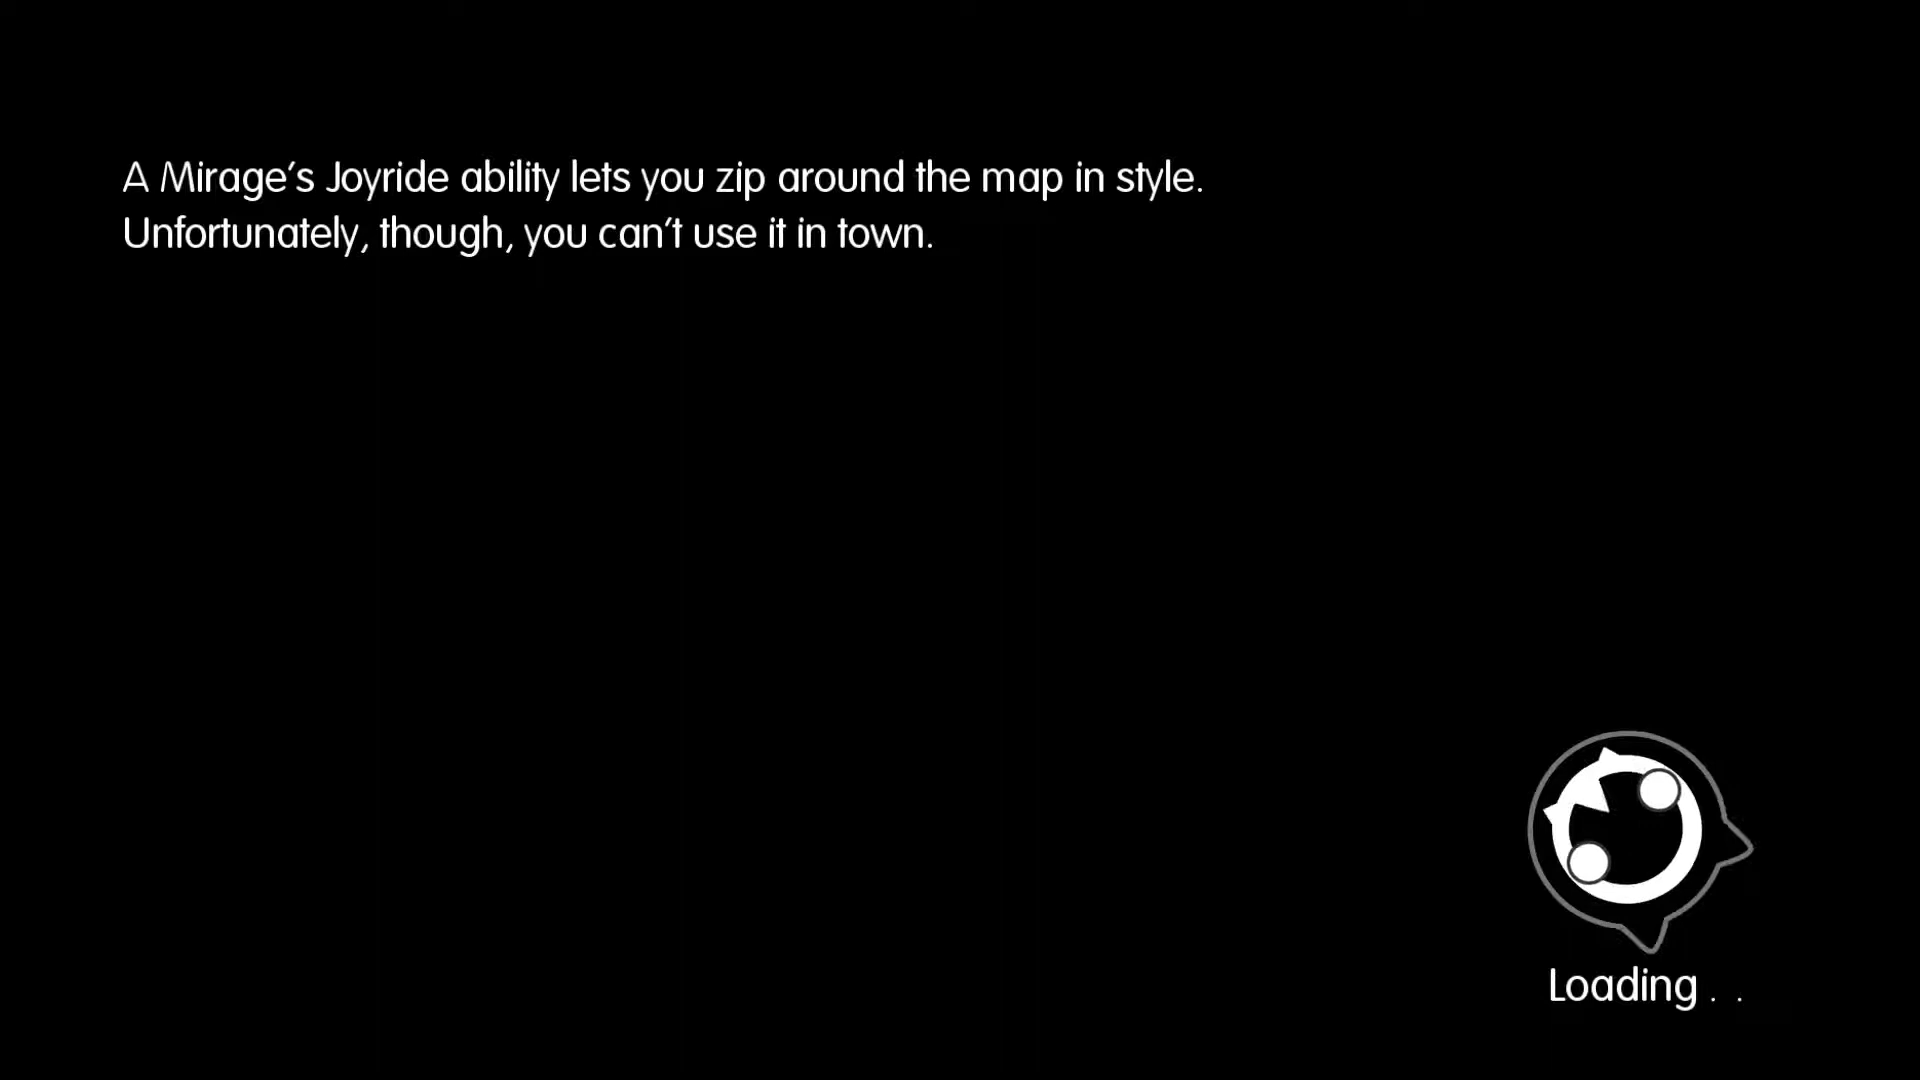 A Mirage's Joyride ability lets you zip around the map in style.
Unfortunately, though, you can't use it in town.
Loading . .